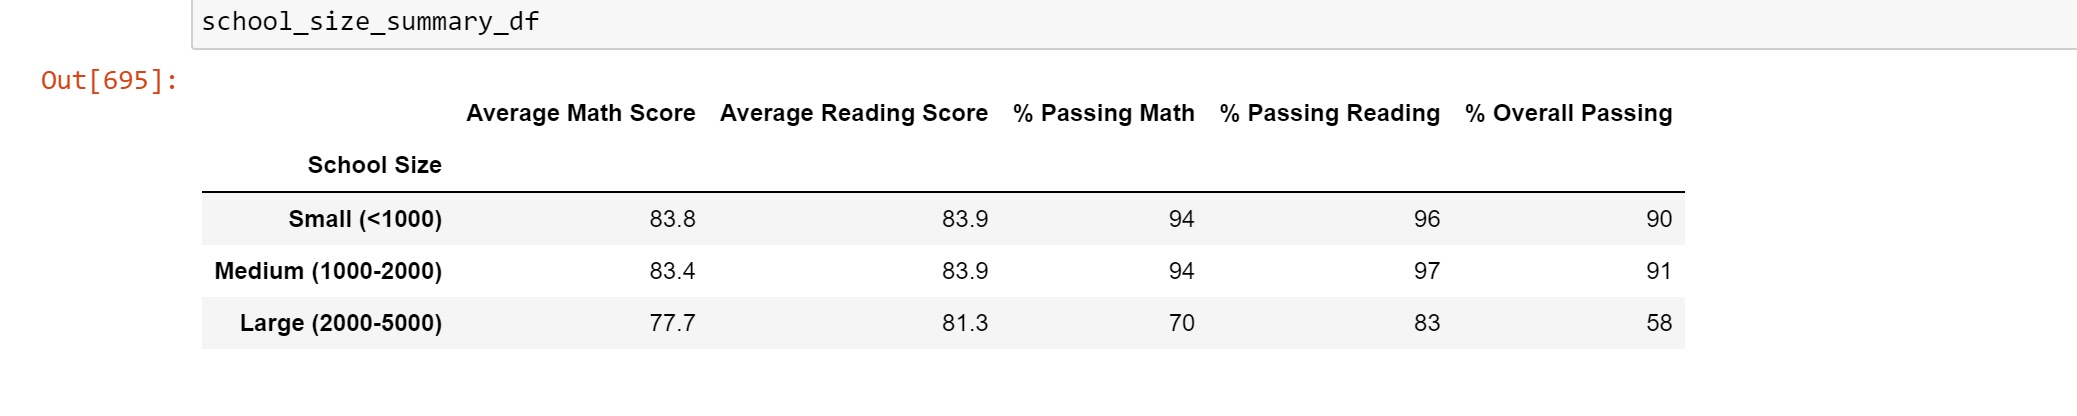 school_size_summary_df
Out[695]:
Average Math Score Average Reading Score % Passing Math % Passing Reading % Overall Passing
School Size
Small (<1000) 83.8 83.9 94 96 90
Medium (1000-2000) 83.4 83.9 94 97 91
Large (2000-5000) 77.7 81.3 70 83 58